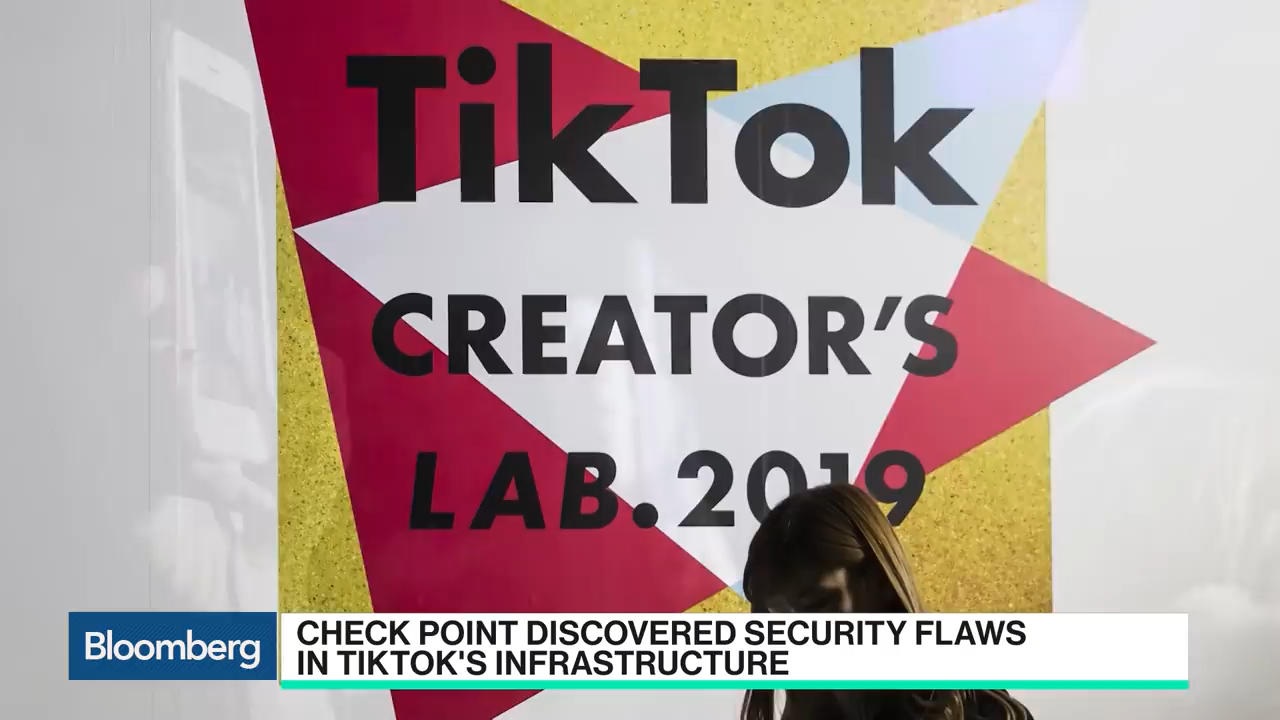 TikTok
CREATOR'S
LAB. 2019
Bloomberg
CHECK POINT DISCOVERED SECURITY FLAWS
IN TIKTOK'S INFRASTRUCTURE